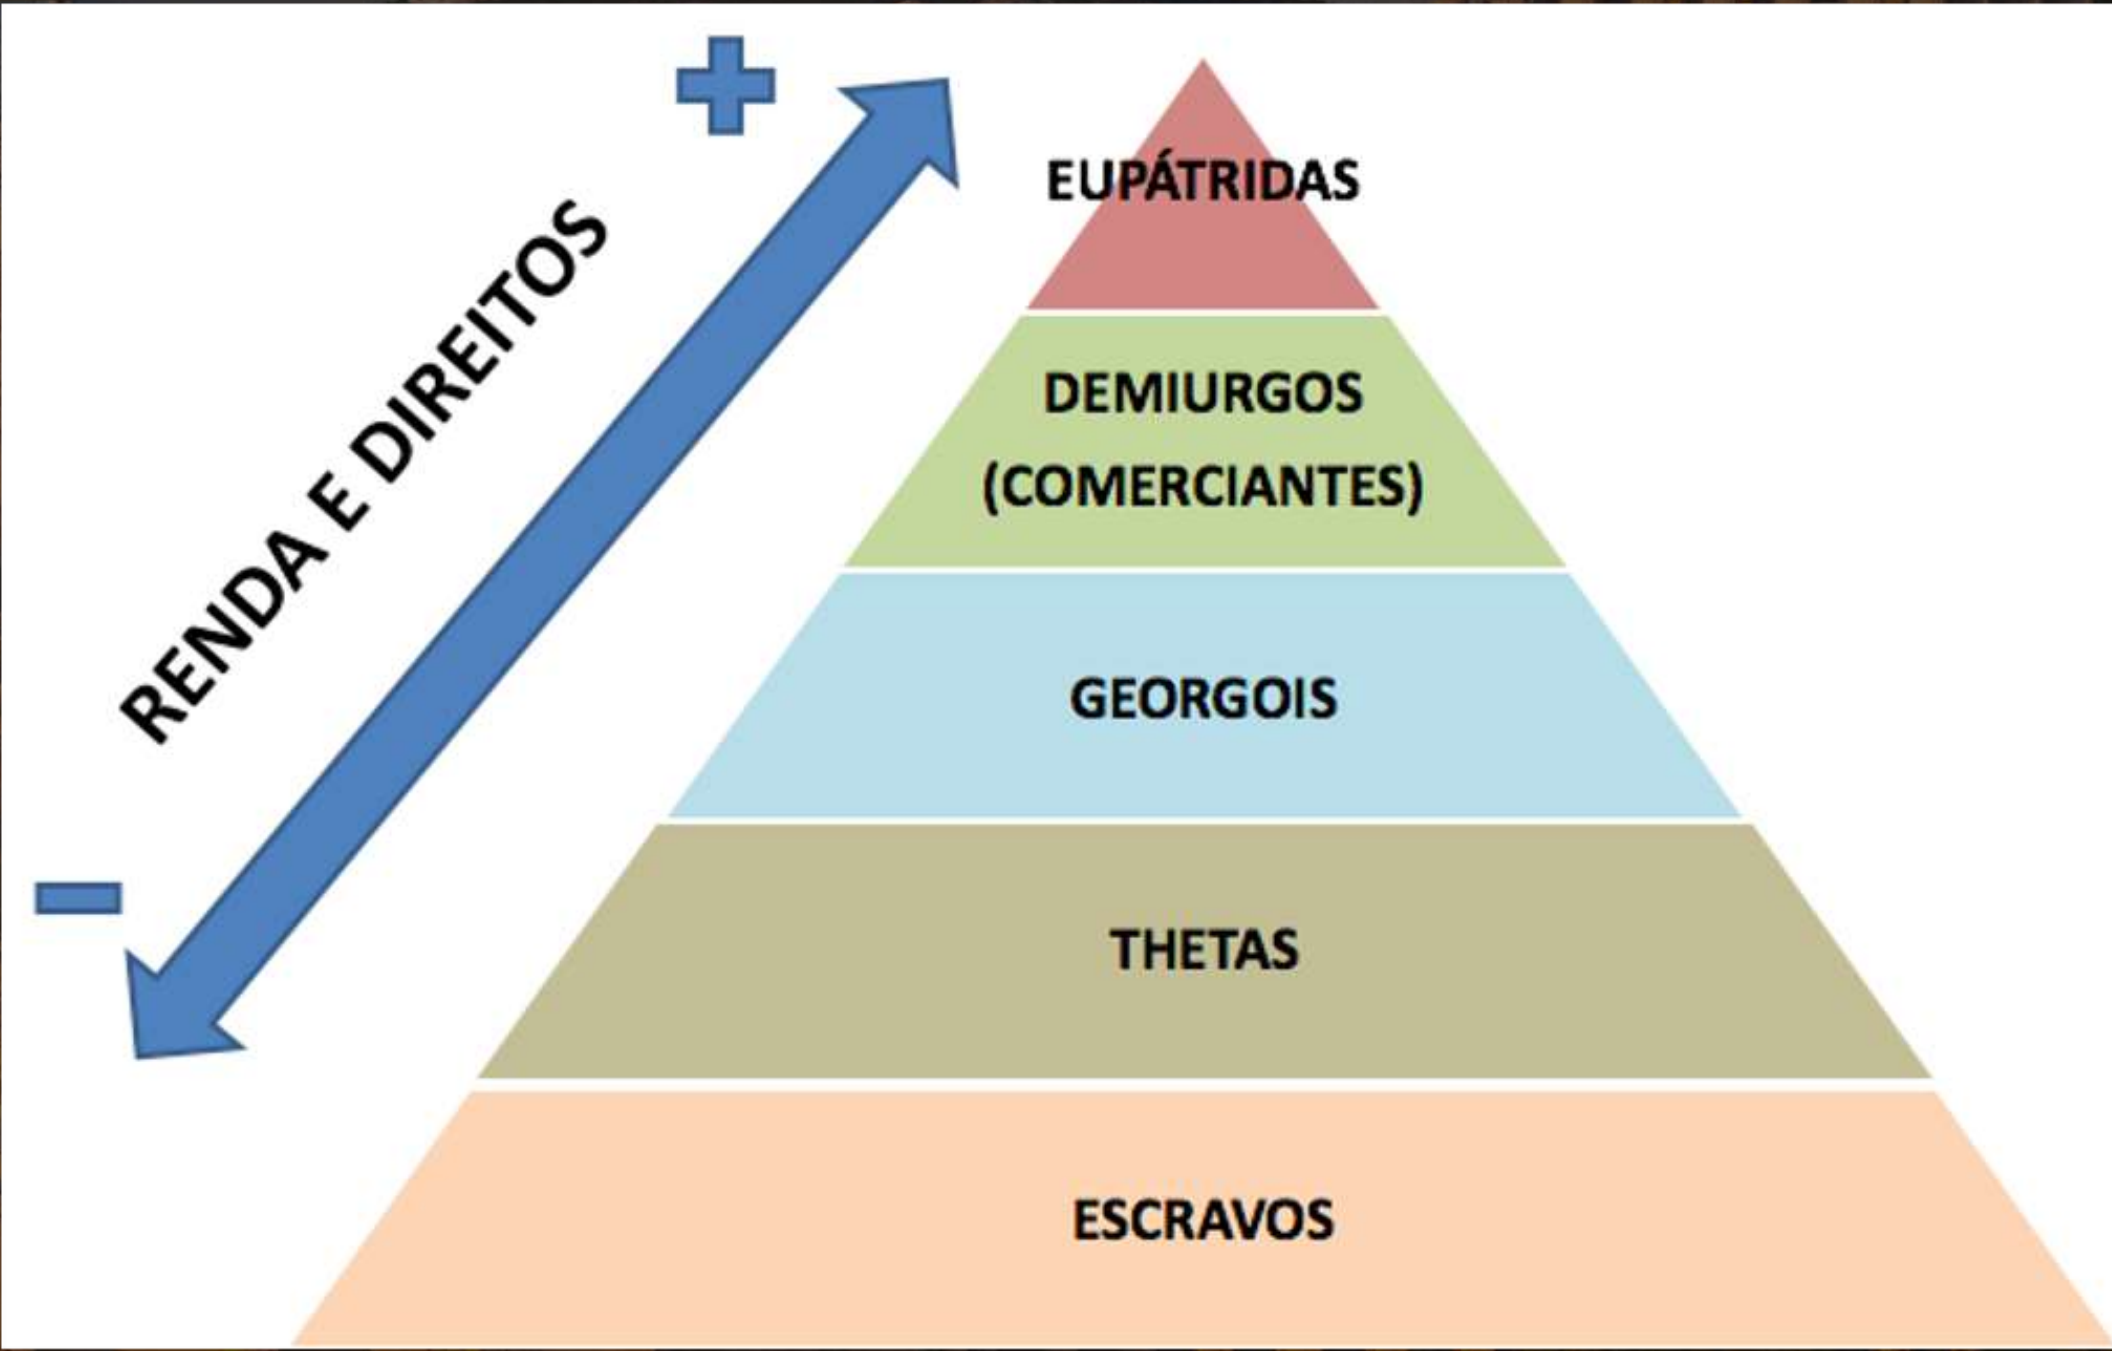 RENDA E DIREITOS
EUPÁTRIDAS
DEMIURGOS
(COMERCIANTES)
GEORGOIS
THETAS
ESCRAVOS